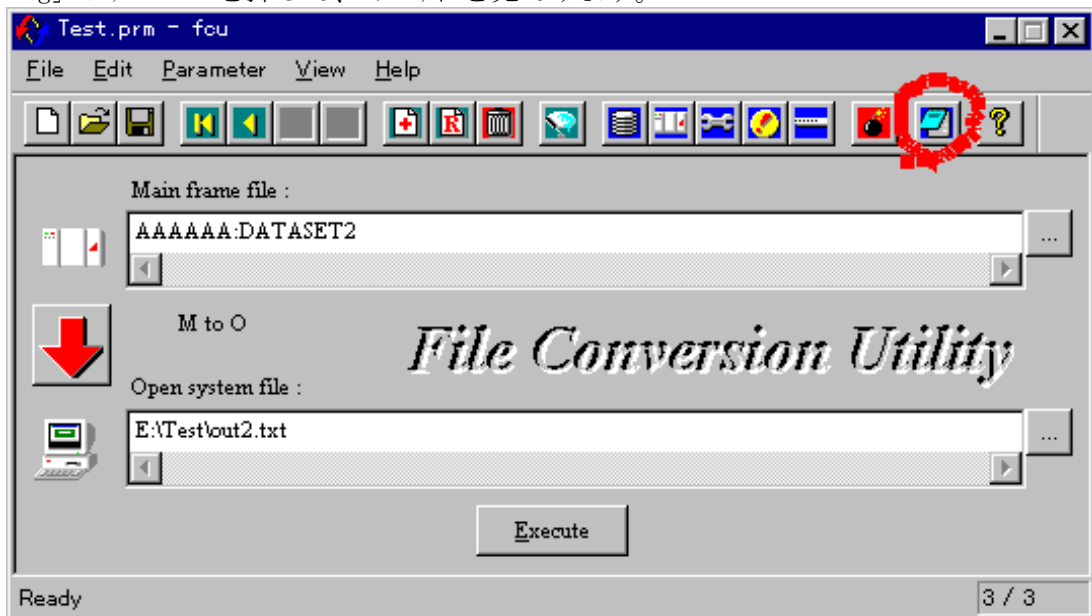 Test.prm - fcu
File Edit Parameter View Help
R
?
Main frame file :
AAAAAA:DATASET2
...
M to O
File Conversion Utility
Open system file :
E:\Test\out2.txt
...
Execute
Ready
3 / 3